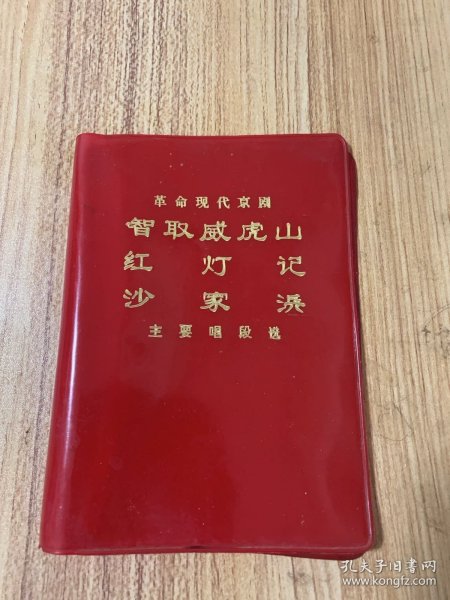 革命现代京剧
智取威虎山
红灯记
沙家浜
主要唱段选
孔夫子旧书网
www.kongfz.com